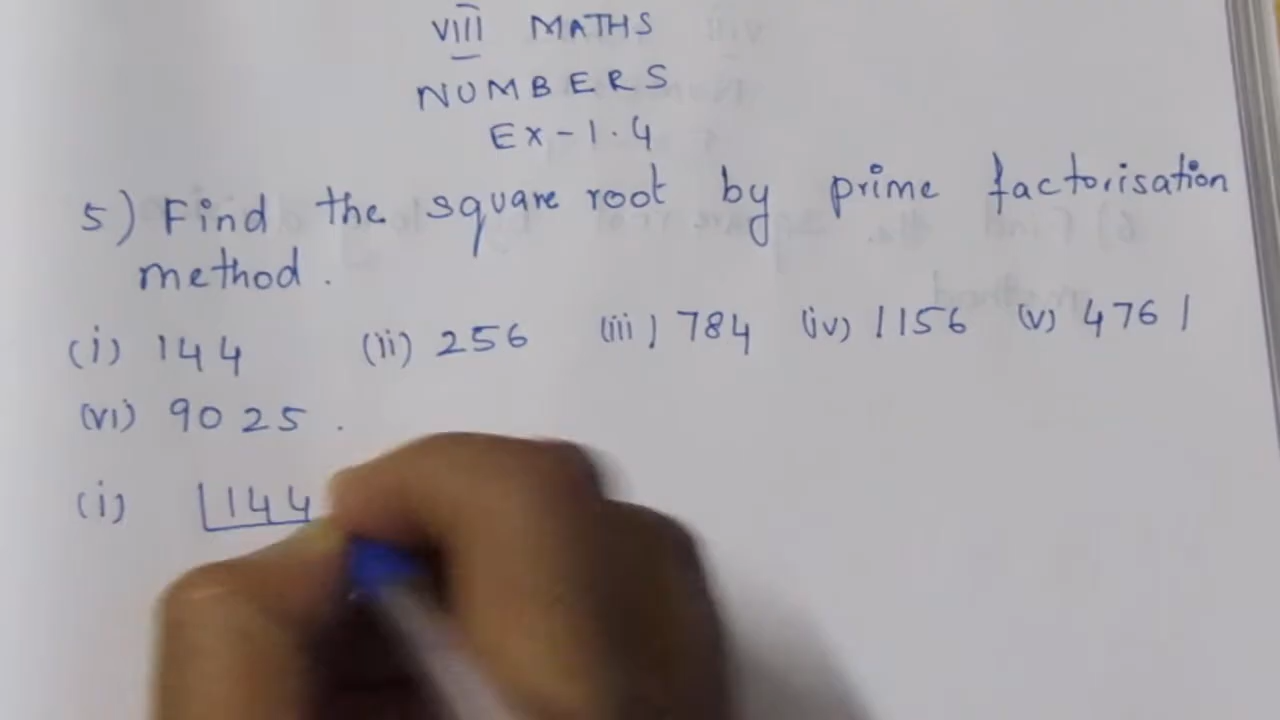 VIII MATHS
NUMBERS
Ex-1.4
5) Find the square root by prime factorisation
method.
(i) 144 (ii) 256 (iii) 784 (iv) 1156 (v) 4761
(vi) 9025.
(i) 144